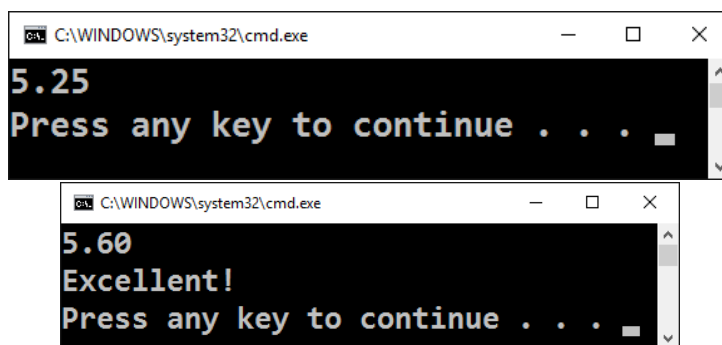 C:\WINDOWS\system32\cmd.exe
5.25
Press any key to continue . . .
C:\WINDOWS\system32\cmd.exe
5.60
Excellent!
Press any key to continue . . .